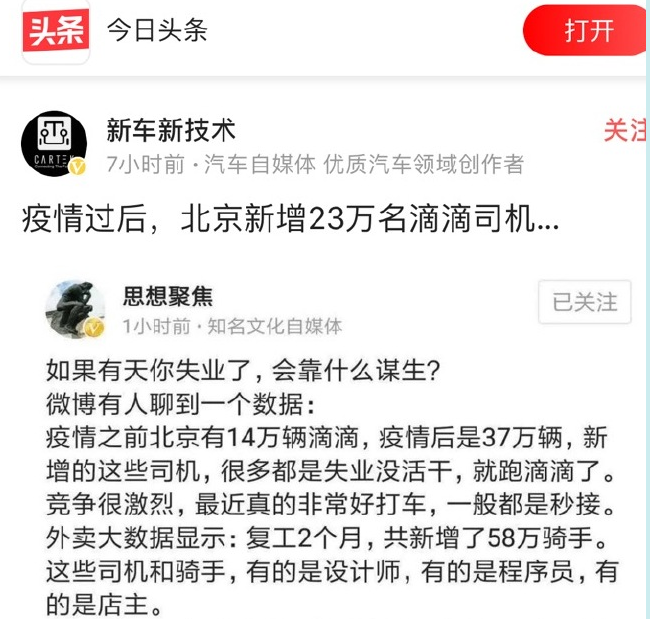 头条 今日头条 打开
新车新技术 关注
CARTEK
7小时前 · 汽车自媒体 优质汽车领域创作者
疫情过后，北京新增23万名滴滴司机...
思想聚焦 已关注
1小时前 · 知名文化自媒体
如果有天你失业了，会靠什么谋生？
微博有人聊到一个数据：
疫情之前北京有14万辆滴滴，疫情后是37万辆，新
增的这些司机，很多都是失业没活干，就跑滴滴了。
竞争很激烈，最近真的非常好打车，一般都是秒接。
外卖大数据显示：复工2个月，共新增了58万骑手。
这些司机和骑手，有的是设计师，有的是程序员，有
的是店主。